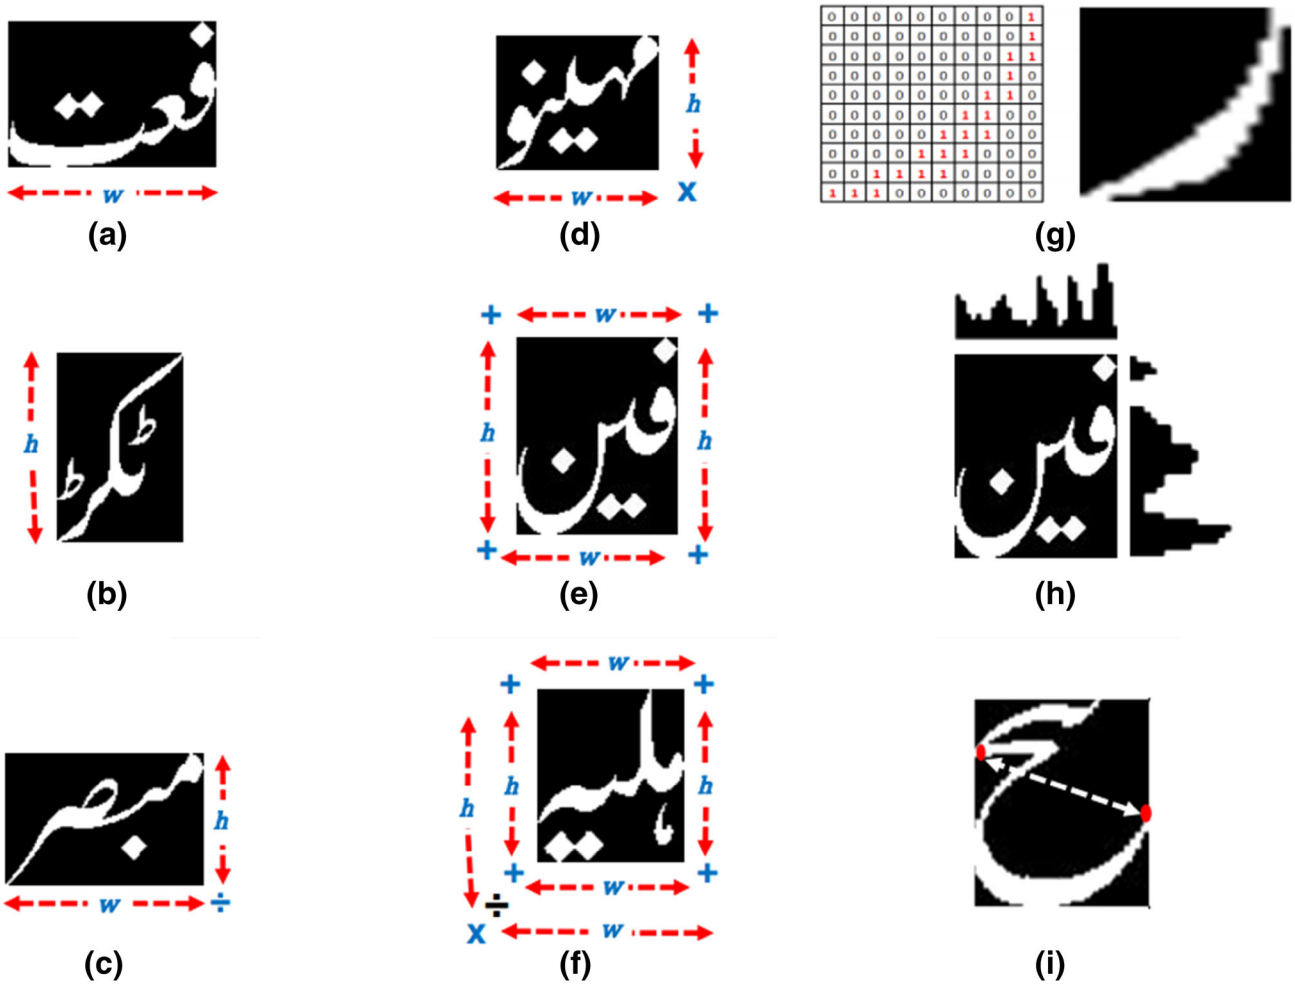 فعت
w
(a)
h
w
x
(d)
0 0 0 0 0 0 0 0 0 1
0 0 0 0 0 0 0 0 0 1
0 0 0 0 0 0 0 0 1 1
0 0 0 0 0 0 0 0 1 0
0 0 0 0 0 0 0 1 1 0
0 0 0 0 0 0 1 1 0 0
0 0 0 0 0 1 1 1 0 0
0 0 0 0 1 1 1 0 0 0
0 0 1 1 1 1 0 0 0 0
1 1 1 0 0 0 0 0 0 0
(g)
h
(b)
+ w +
h فین h
+ w +
(e)
فین
(h)
مبصر
h
w ÷
(c)
w
+ +
h h h
+ w +
x ÷ w
(f)
(i)